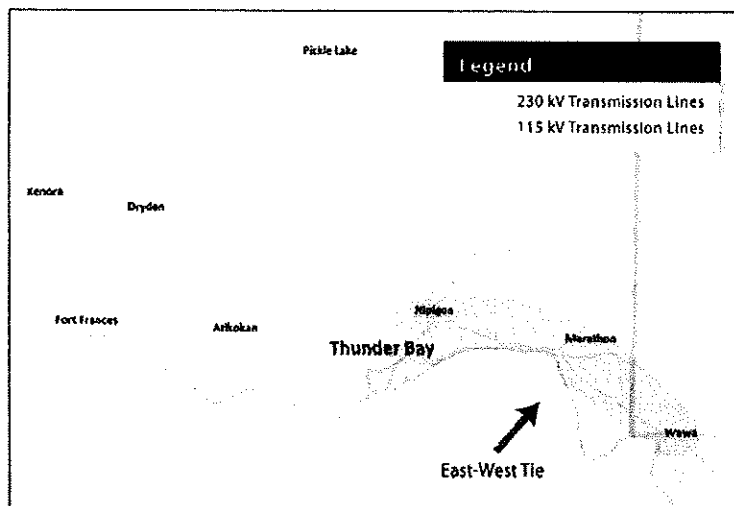 Pickle Lake
Legend
230 kV Transmission Lines
115 kV Transmission Lines
Kenora
Dryden
Fort Frances
Atikokan
Nipigon
Thunder Bay
Marathon
Wawa
East-West Tie